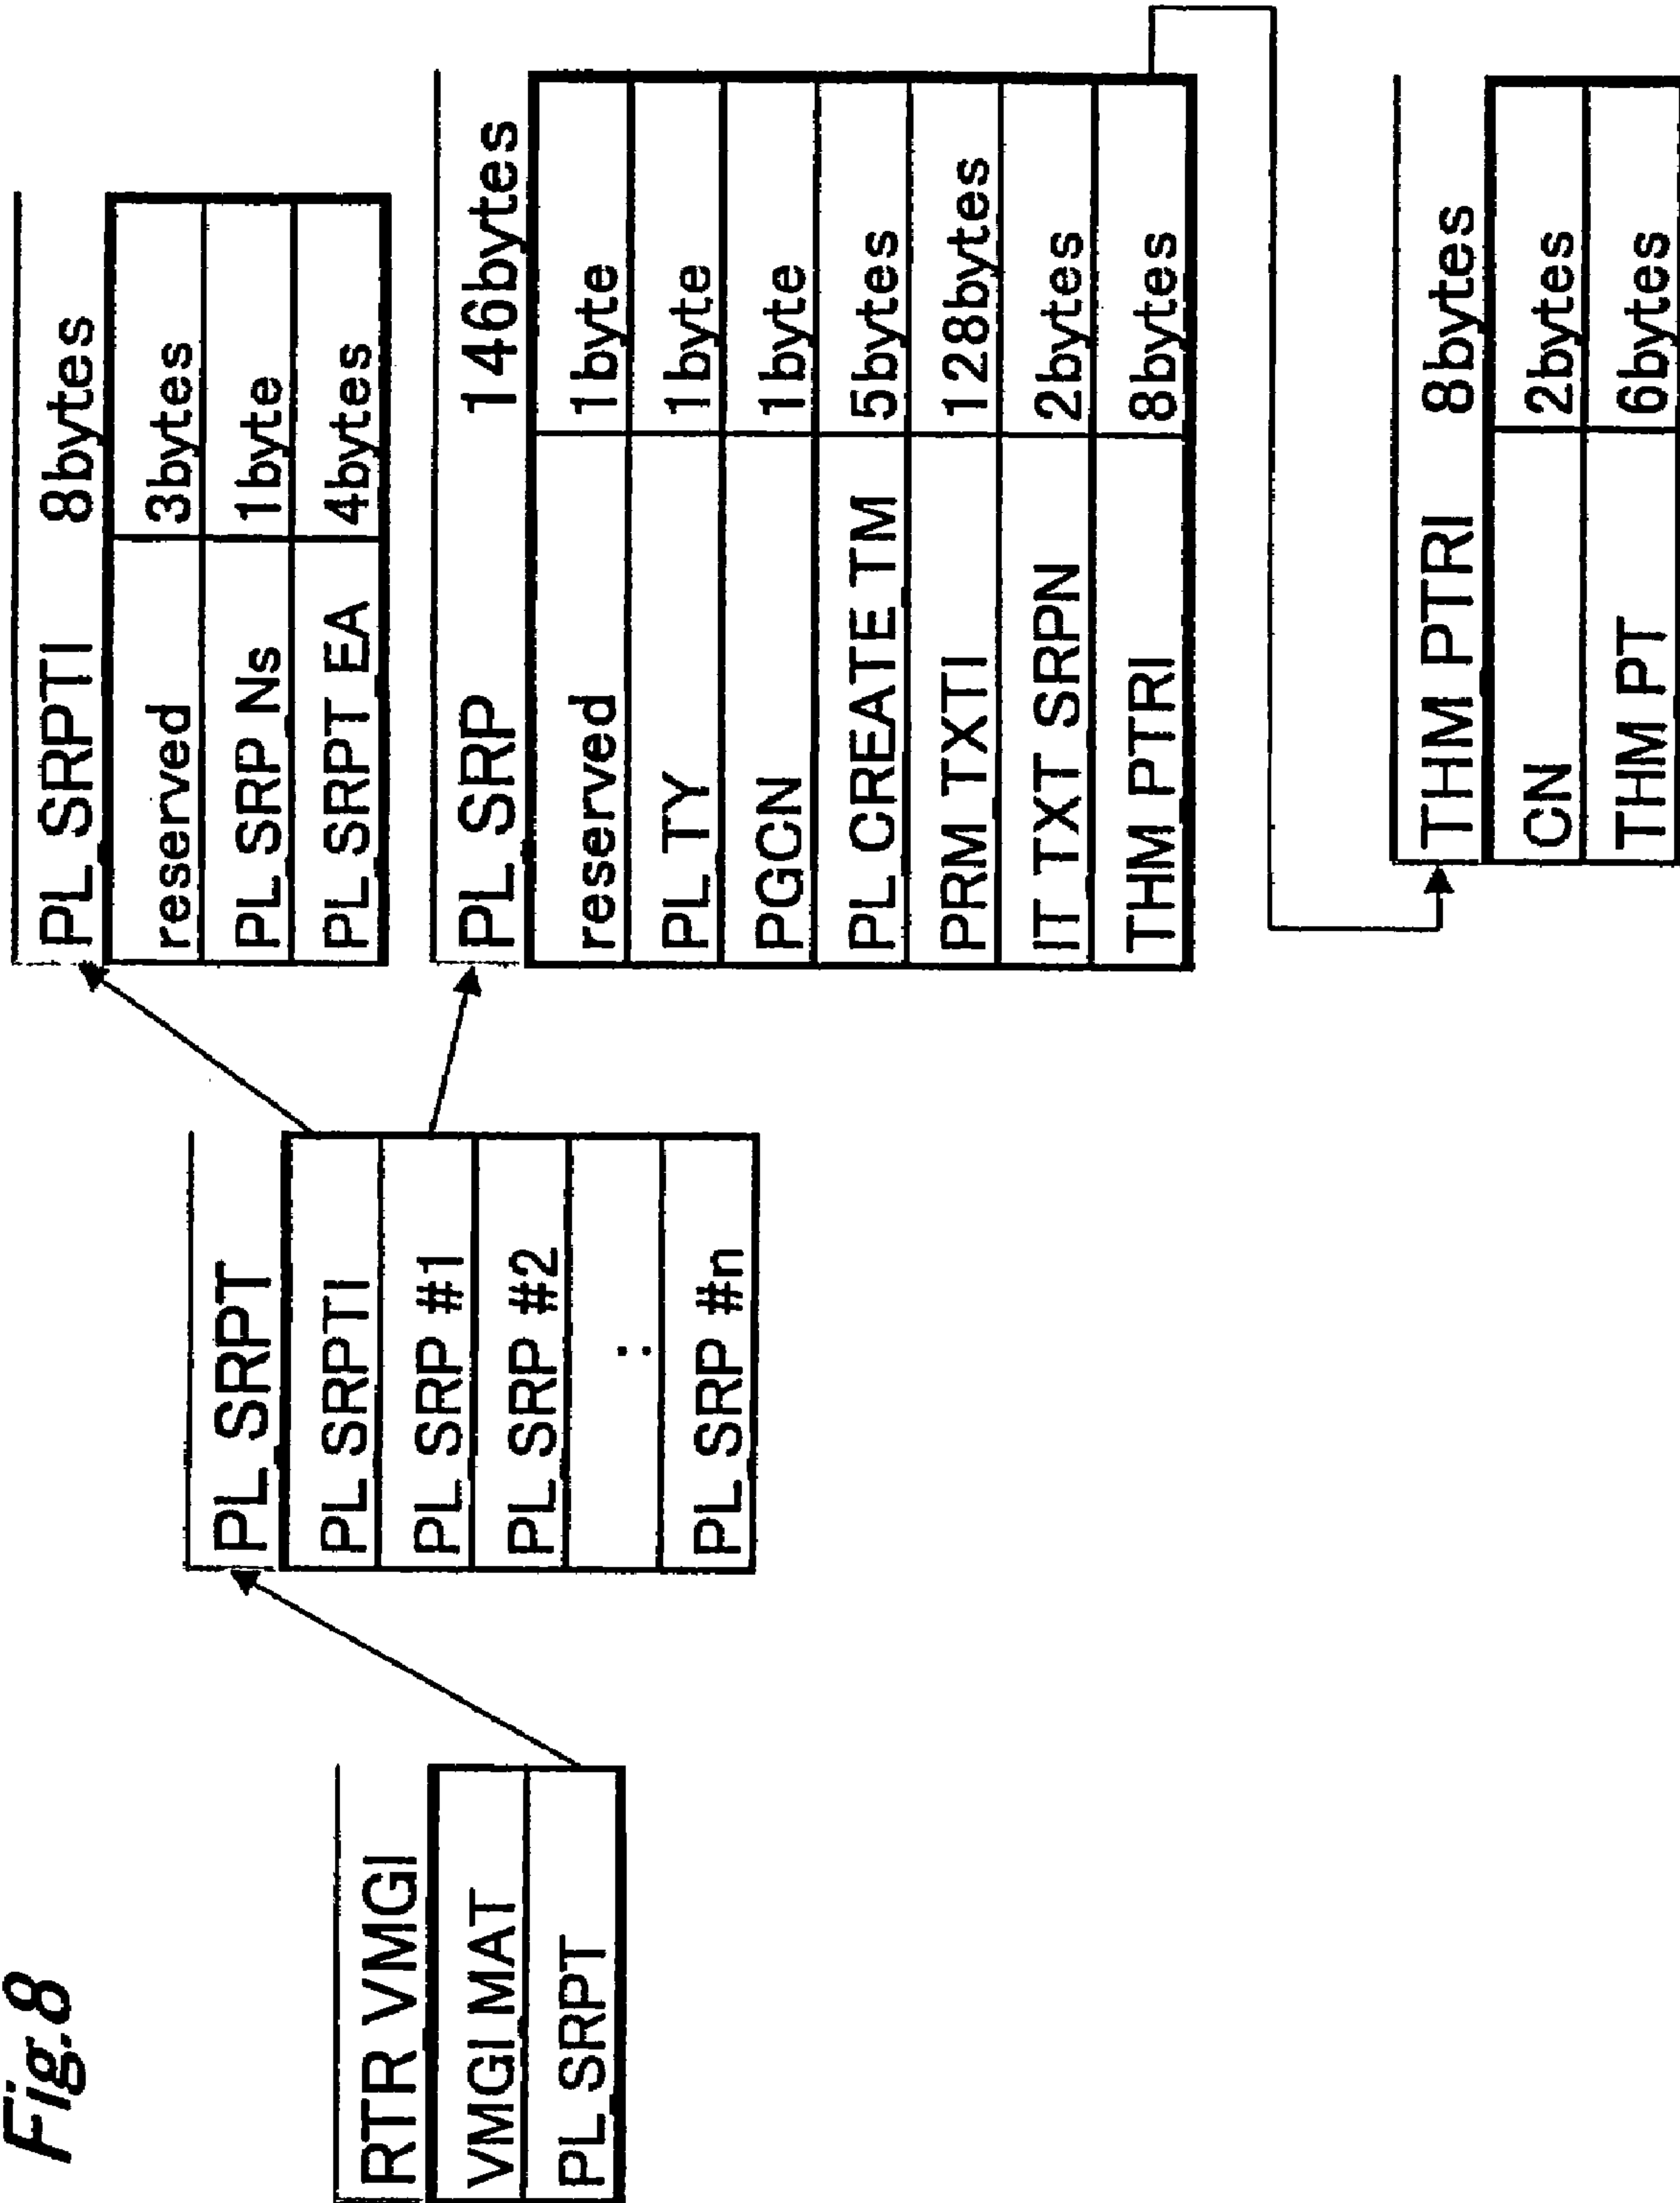 Fig.8
RTR VMGI
VMGI MAT
PL SRPT
PL SRPT
PL SRPTI
PL SRP #1
PL SRP #2
:
PL SRP #n
PL SRPTI 8bytes
reserved 3bytes
PL SRP Ns 1byte
PL SRPT EA 4bytes
PL SRP 146bytes
reserved 1byte
PL TY 1byte
PGCN 1byte
PL CREATE TM 5bytes
PRM TXTI 128bytes
IT TXT SRPN 2bytes
THM PTRI 8bytes
THM PTRI 8bytes
CN 2bytes
THM PT 6bytes